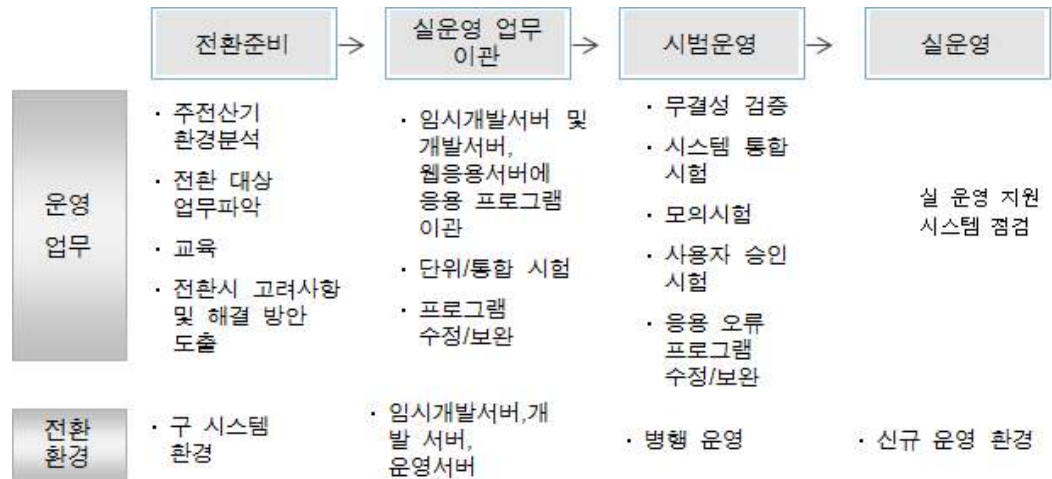 전환준비
실운영 업무
이관
시범운영
실운영
운영
업무
· 주전산기
환경분석
· 전환 대상
업무파악
· 교육
· 전환시 고려사항
및 해결 방안
도출
· 임시개발서버 및
개발서버,
웹응용서버에
응용 프로그램
이관
· 단위/통합 시험
· 프로그램
수정/보완
· 무결성 검증
· 시스템 통합
시험
· 모의시험
· 사용자 승인
시험
· 응용 오류
프로그램
수정/보완
실 운영 지원
시스템 점검
전환
환경
· 구 시스템
환경
· 임시개발서버,개
발 서버,
운영서버
· 병행 운영
· 신규 운영 환경